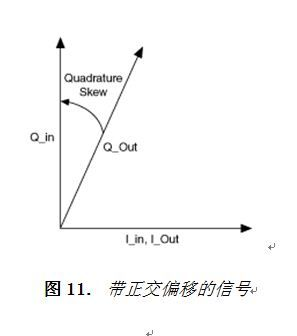 Quadrature
Skew
Q_in
Q_Out
I_in, I_Out
图 11. 带正交偏移的信号